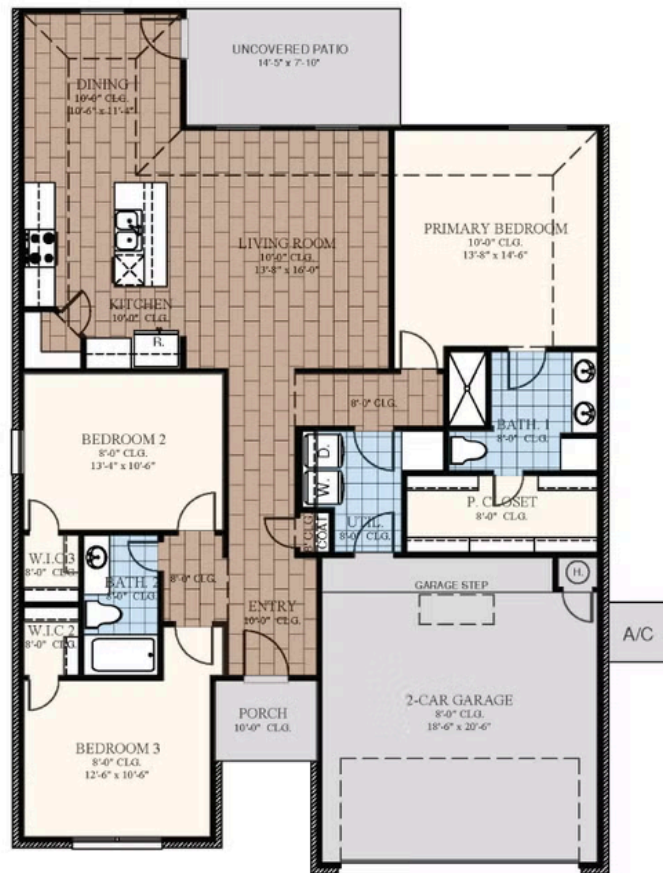 UNCOVERED PATIO
14'-5" x 7'-10"
DINING
10'-0" CLG.
10'-6" x 11'-4"
LIVING ROOM
10'-0" CLG.
13'-8" x 16'-0"
PRIMARY BEDROOM
10'-0" CLG.
13'-8" x 14'-6"
KITCHEN
10'-0" CLG.
R.
8'-0" CLG.
BATH. 1
8'-0" CLG.
BEDROOM 2
8'-0" CLG.
13'-4" x 10'-6"
D.
W.
UTIL.
8'-0" CLG.
P. CLOSET
8'-0" CLG.
8' CLG.
COAT
W.I.C 3
8'-0" CLG.
BATH. 2
8'-0" CLG.
8'-0" CLG.
ENTRY
10'-0" CLG.
GARAGE STEP
H.
W.I.C 2
8'-0" CLG.
A/C
PORCH
10'-0" CLG.
2-CAR GARAGE
8'-0" CLG.
18'-6" x 20'-6"
BEDROOM 3
8'-0" CLG.
12'-6" x 10'-6"